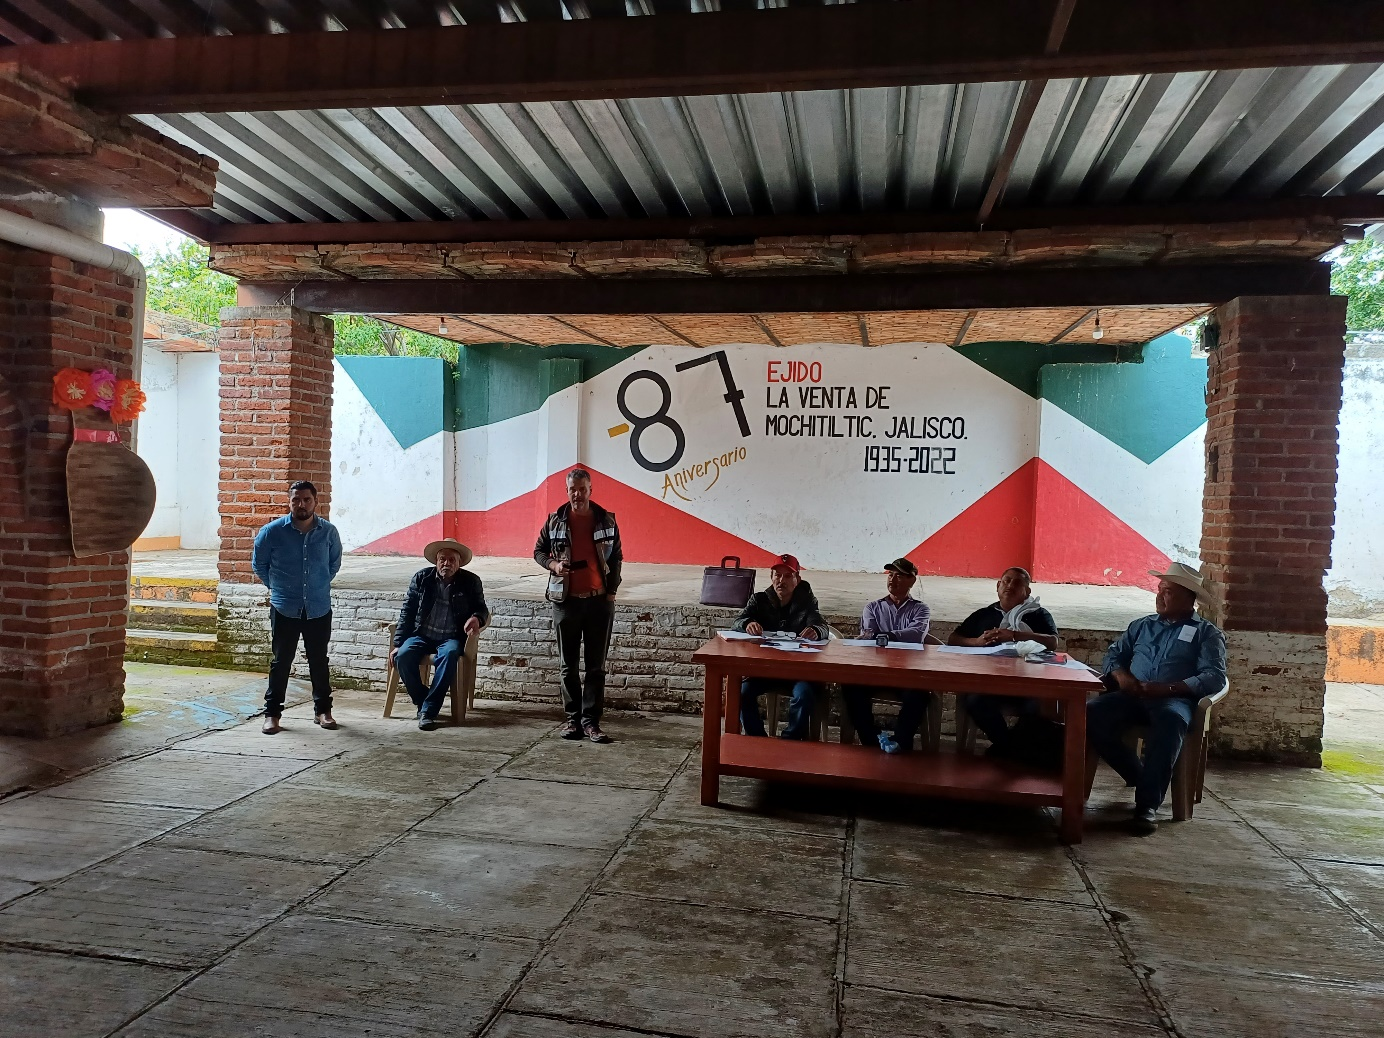 87
Aniversario
EJIDO
LA VENTA DE
MOCHITILTIC, JALISCO.
1935-2022